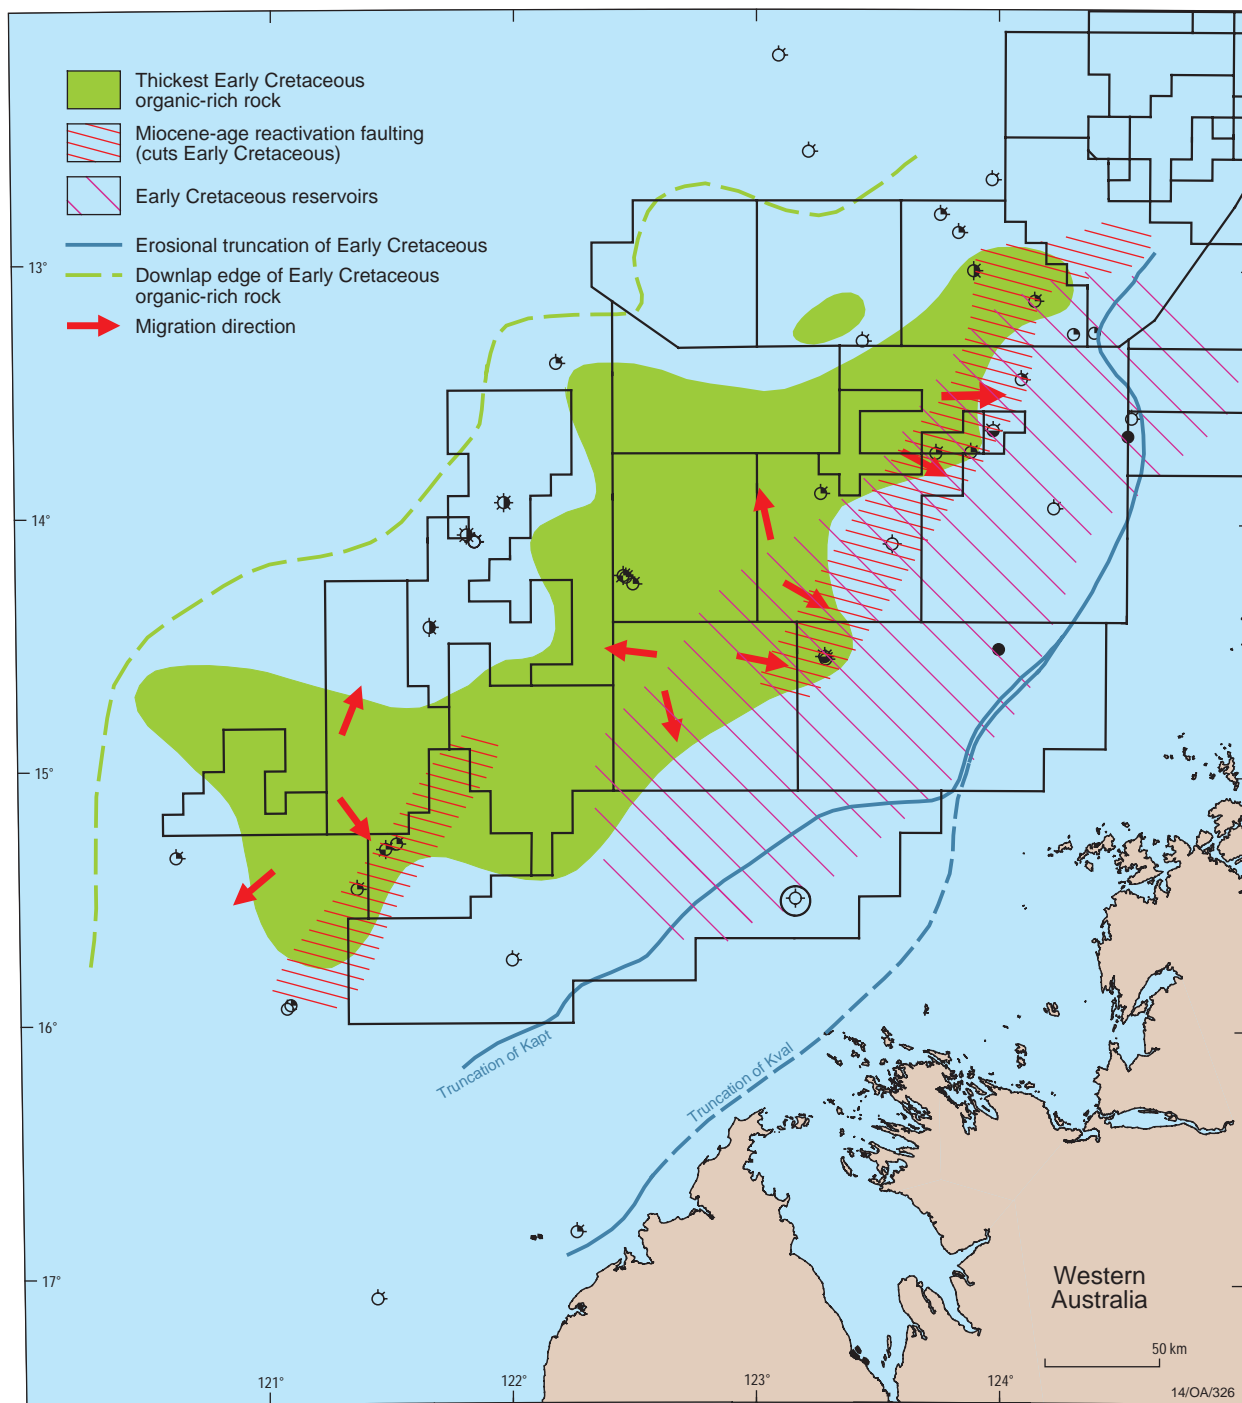 121°
122°
123°
124°
13°
14°
15°
16°
17°
Thickest Early Cretaceous
organic-rich rock
Miocene-age reactivation faulting
(cuts Early Cretaceous)
Early Cretaceous reservoirs
Erosional truncation of Early Cretaceous
Downlap edge of Early Cretaceous
organic-rich rock
Migration direction
Truncation of Kapt
Truncation of Kval
Western
Australia
50 km
14/OA/326